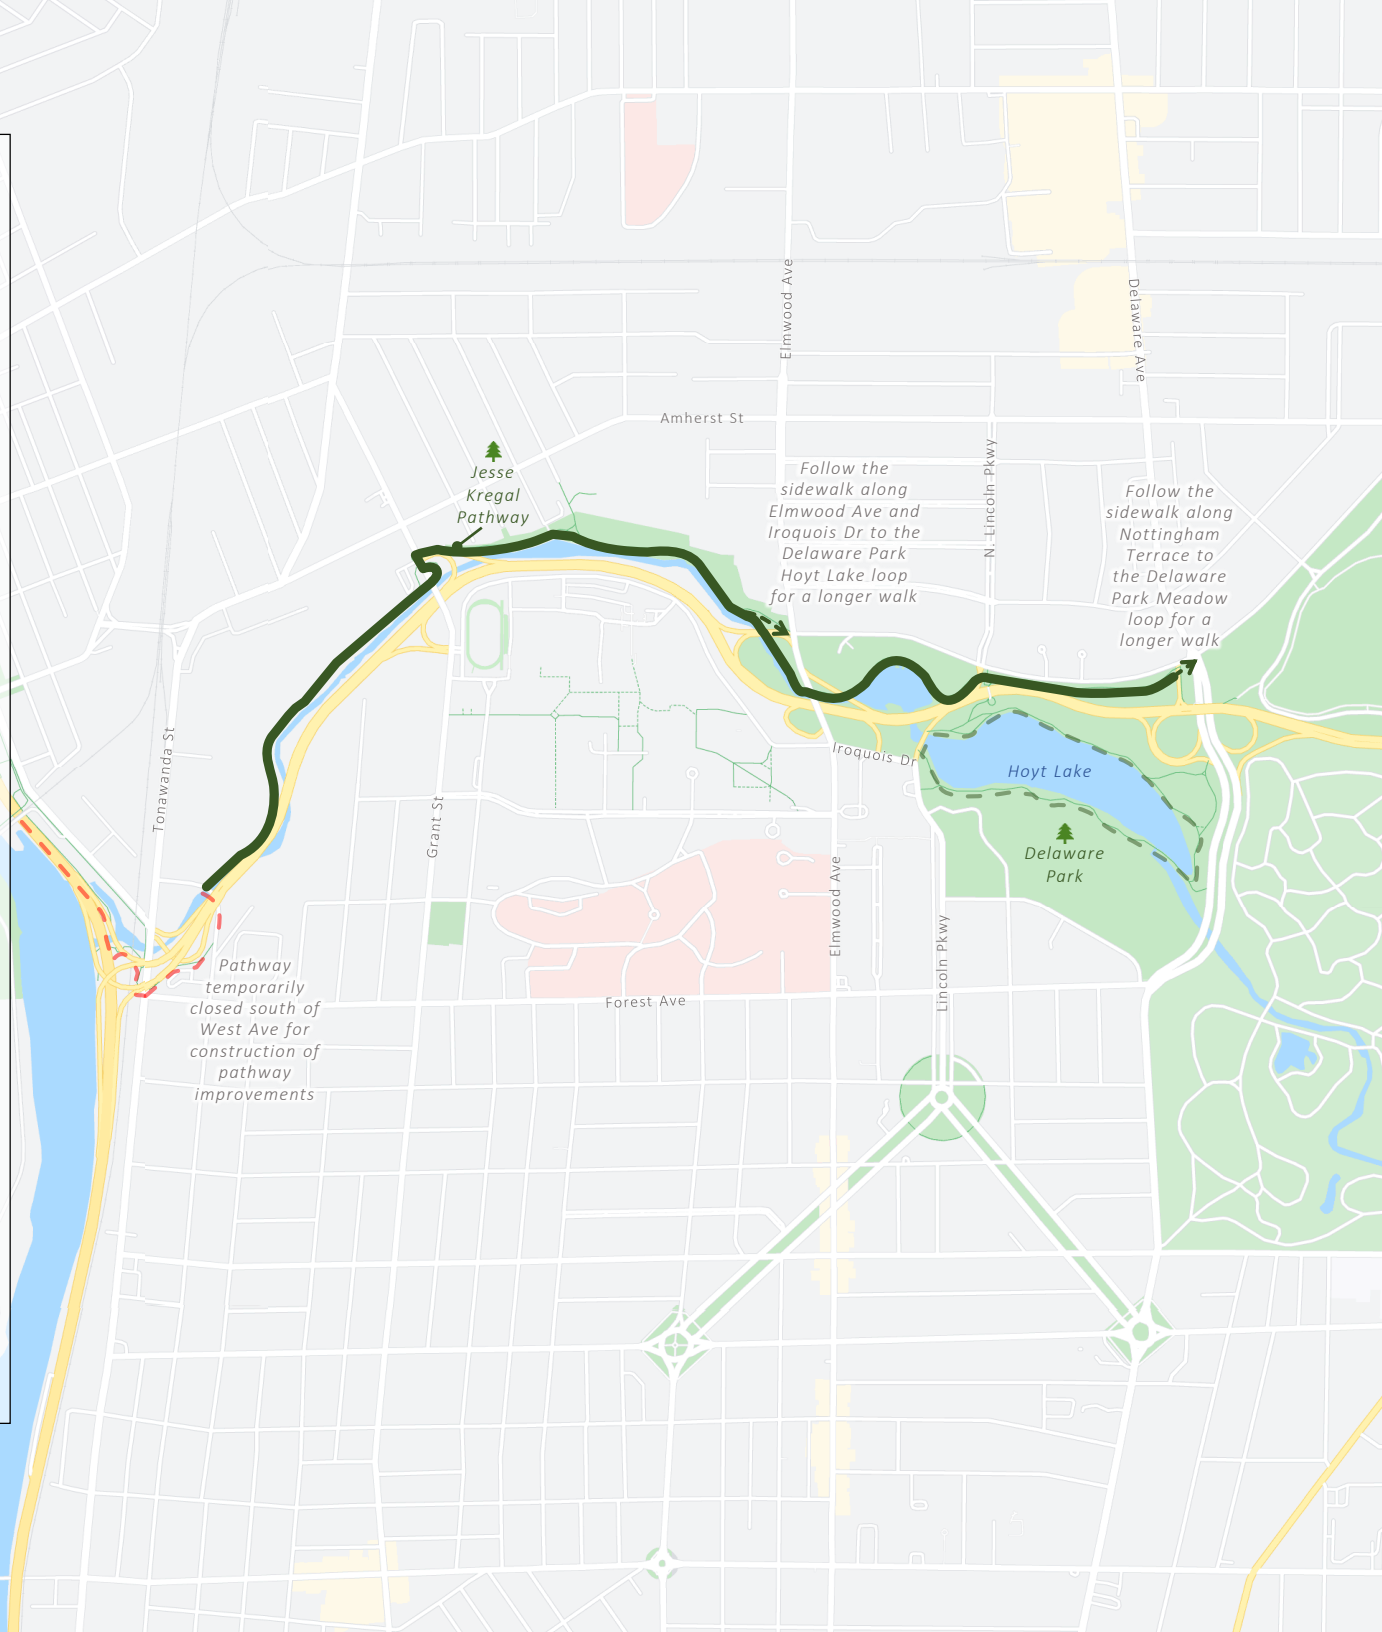 Elmwood Ave
Delaware Ave
Amherst St
Jesse
Kregal
Pathway
Follow the
sidewalk along
Elmwood Ave and
Iroquois Dr to the
Delaware Park
Hoyt Lake loop
for a longer walk
N. Lincoln Pkwy
Follow the
sidewalk along
Nottingham
Terrace to
the Delaware
Park Meadow
loop for a
longer walk
Tonawanda St
Iroquois Dr
Hoyt Lake
Grant St
Delaware
Park
Elmwood Ave
Lincoln Pkwy
Pathway
temporarily
closed south of
West Ave for
construction of
pathway
improvements
Forest Ave